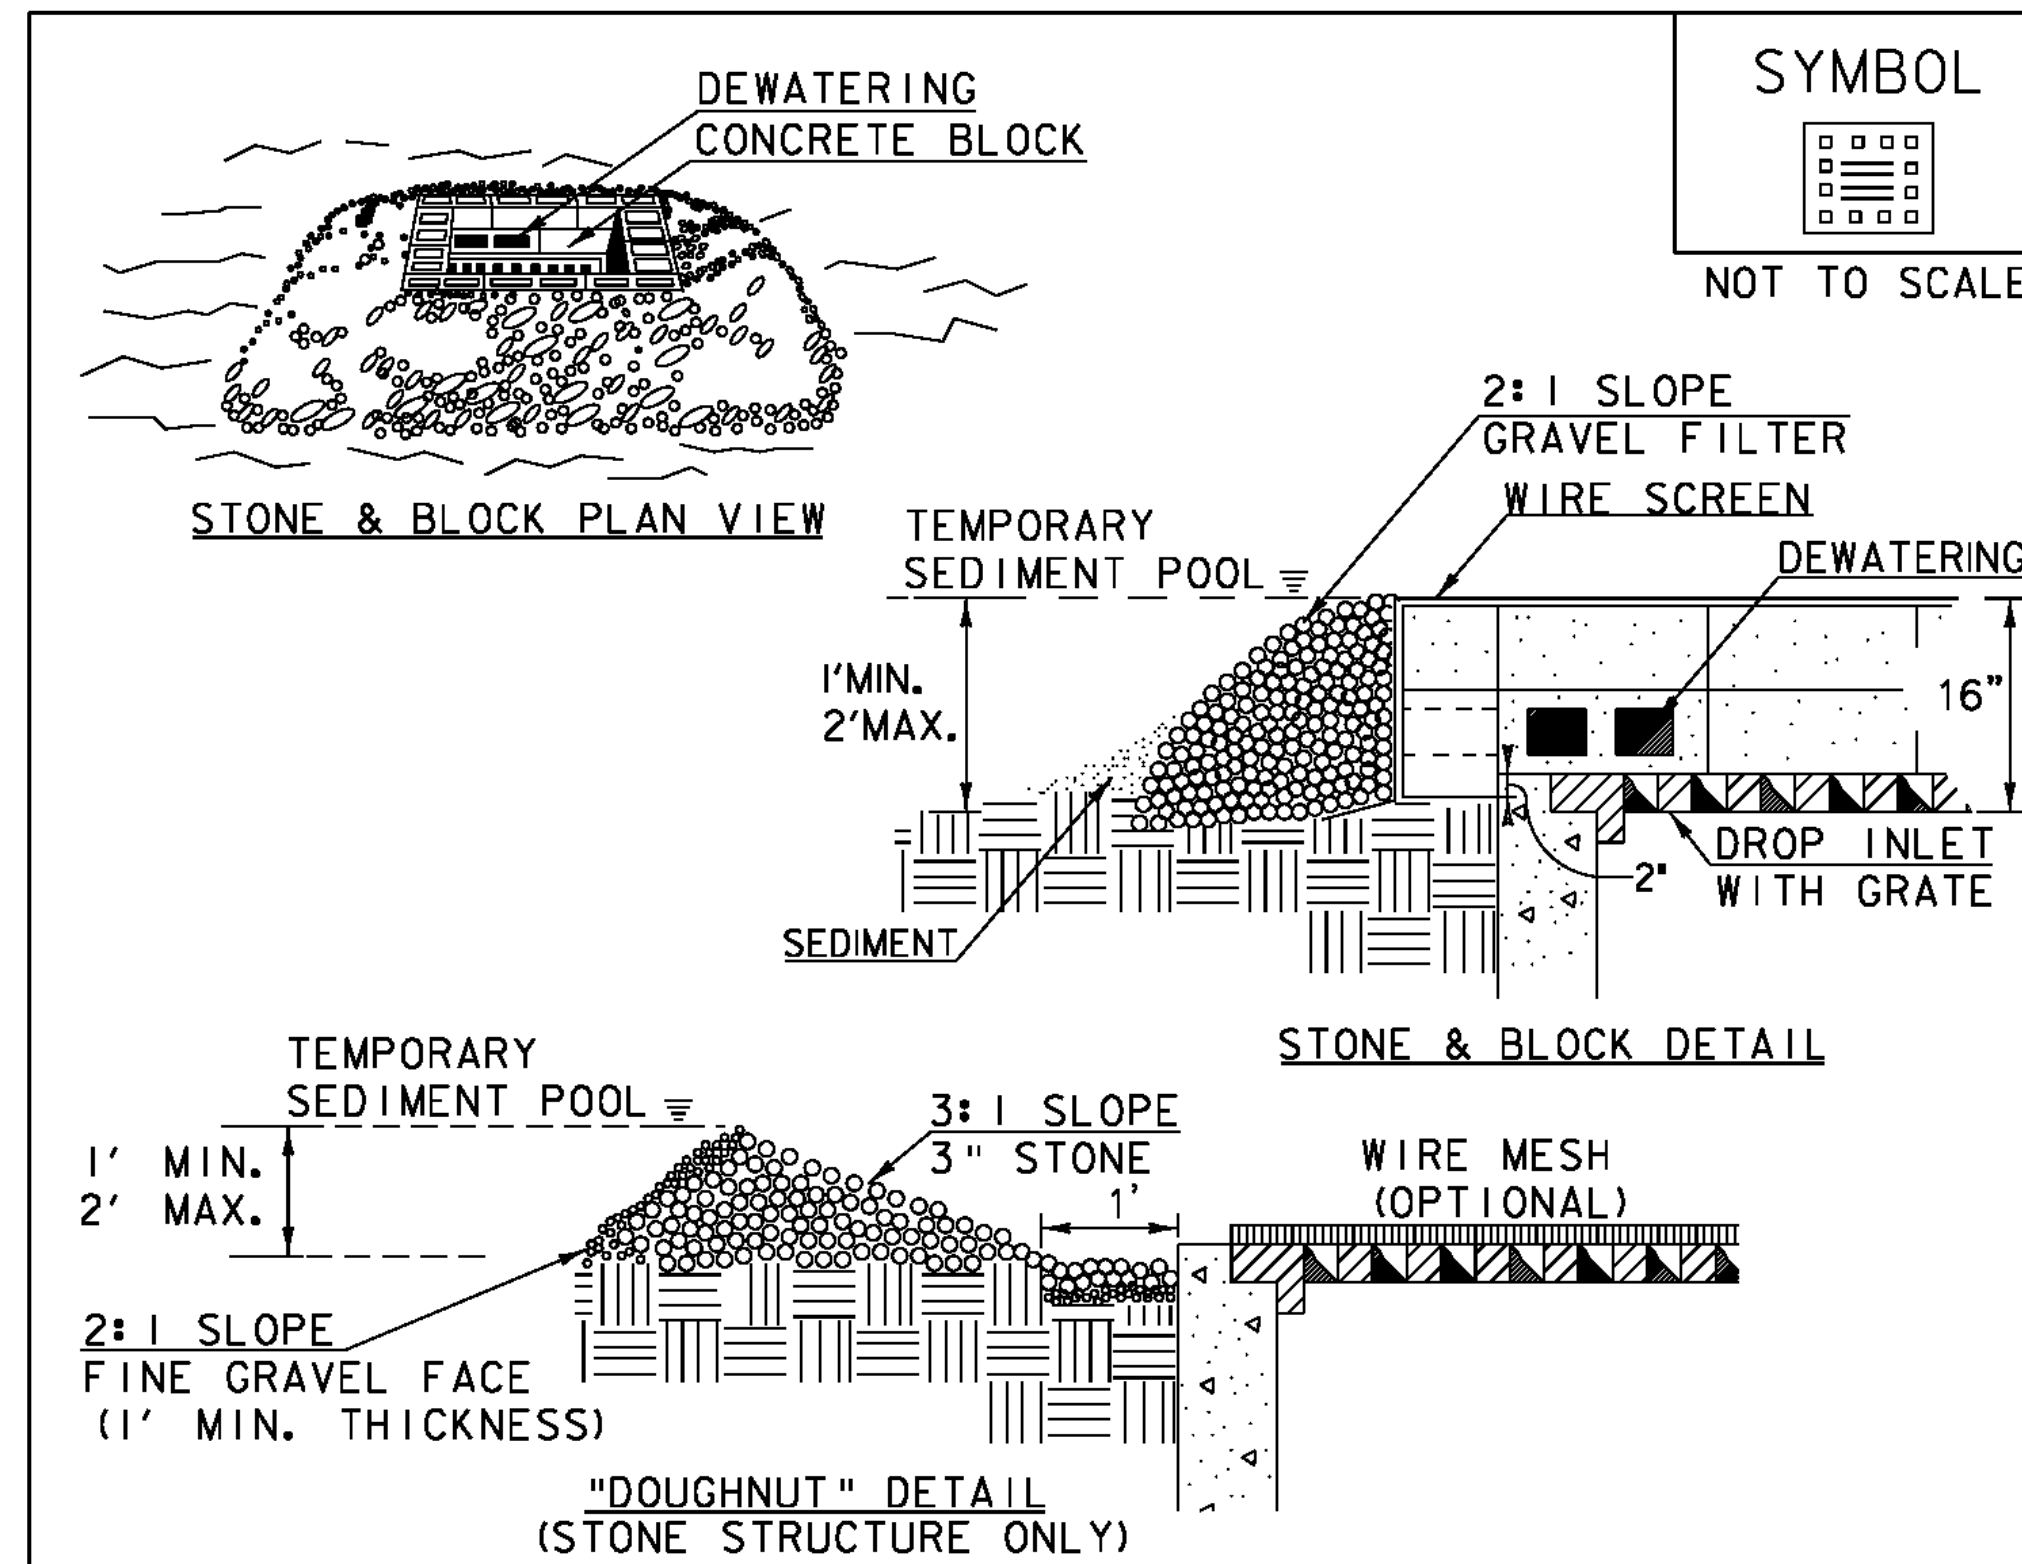 DEWATERING
CONCRETE BLOCK
SYMBOL
NOT TO SCALE
STONE & BLOCK PLAN VIEW
2:1 SLOPE
GRAVEL FILTER
WIRE SCREEN
TEMPORARY
SEDIMENT POOL
DEWATERING
1'MIN.
2'MAX.
16"
DROP INLET
WITH GRATE
2"
SEDIMENT
STONE & BLOCK DETAIL
TEMPORARY
SEDIMENT POOL
1' MIN.
2' MAX.
3:1 SLOPE
3" STONE
1'
WIRE MESH
(OPTIONAL)
2:1 SLOPE
FINE GRAVEL FACE
(1' MIN. THICKNESS)
"DOUGHNUT" DETAIL
(STONE STRUCTURE ONLY)